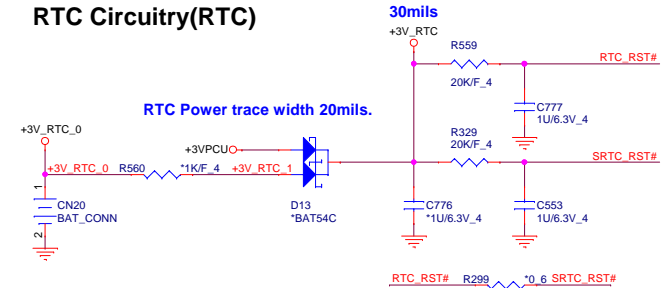 RTC Circuitry(RTC)
30mils
+3V_RTC
R559
RTC_RST#
20K/F_4
RTC Power trace width 20mils.
C777
1U/6.3V_4
+3V_RTC_0
R329
20K/F_4
+3VPCU
SRTC_RST#
+3V_RTC_0
R560
*1K/F_4
+3V_RTC_1
1
CN20
BAT_CONN
D13
*BAT54C
C776
*1U/6.3V_4
C553
1U/6.3V_4
2
RTC_RST#
R299
*0_6
SRTC_RST#